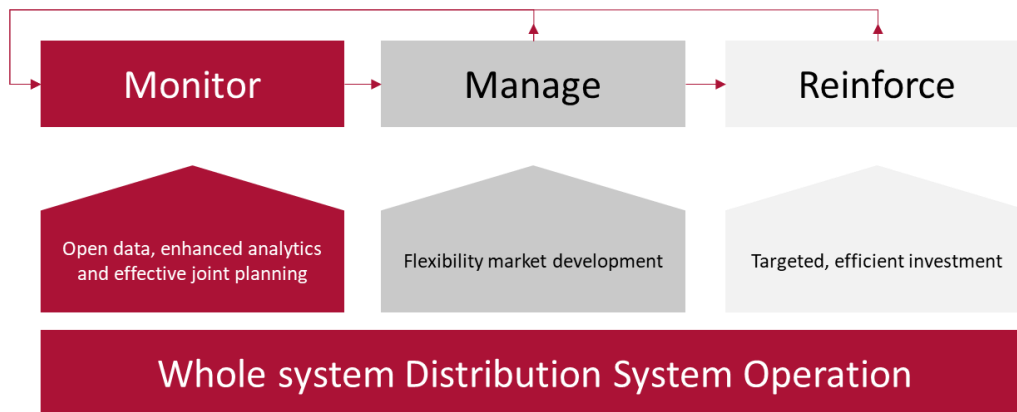 Monitor
Manage
Reinforce
Open data, enhanced analytics
and effective joint planning
Flexibility market development
Targeted, efficient investment
Whole system Distribution System Operation